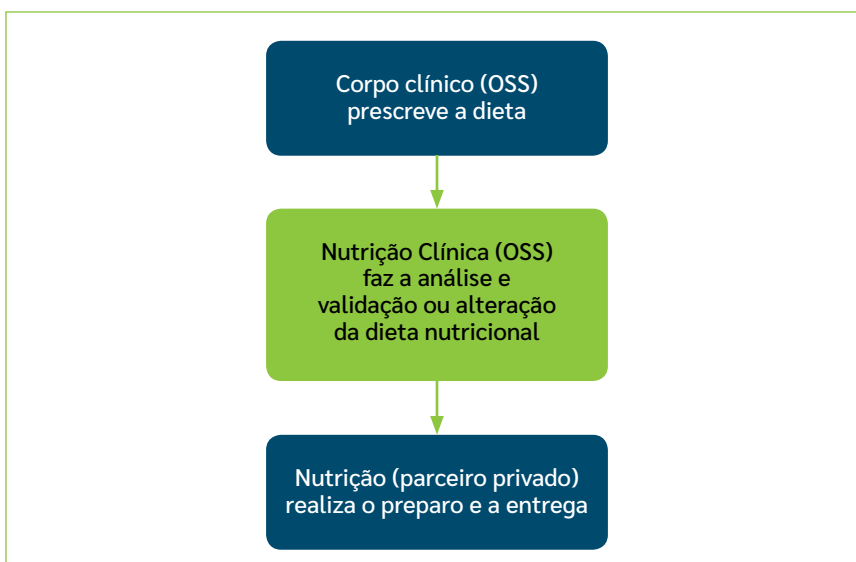 Corpo clínico (OSS)
prescreve a dieta
Nutrição Clínica (OSS)
faz a análise e
validação ou alteração
da dieta nutricional
Nutrição (parceiro privado)
realiza o preparo e a entrega